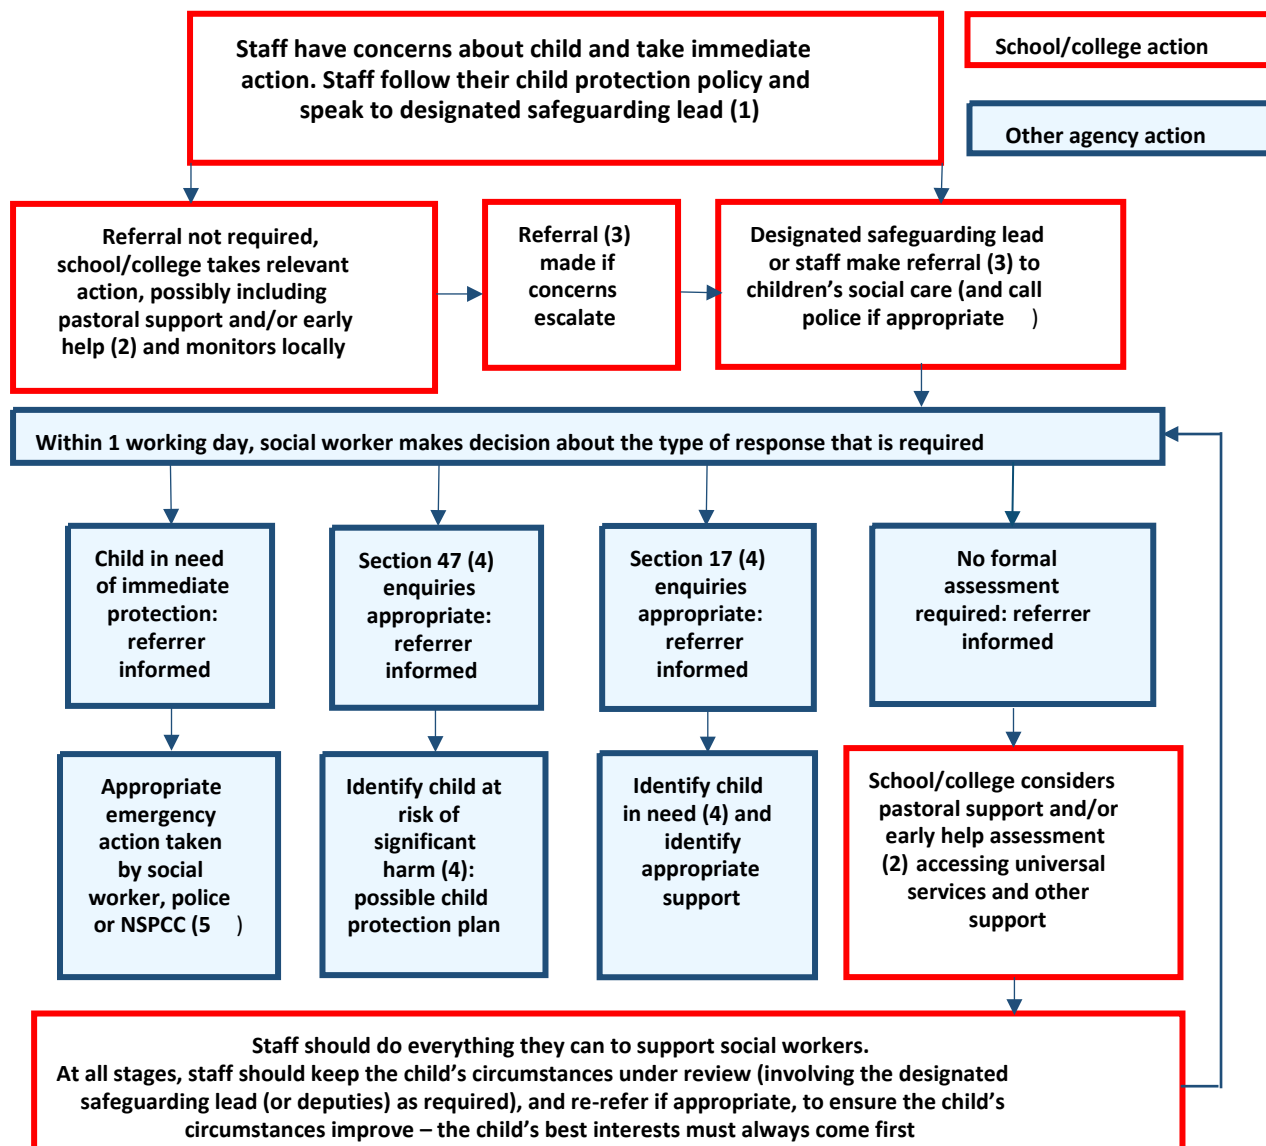 Staff have concerns about child and take immediate
action. Staff follow their child protection policy and
speak to designated safeguarding lead (1)
School/college action
Other agency action
Referral not required,
school/college takes relevant
action, possibly including
pastoral support and/or early
help (2) and monitors locally
Referral (3)
made if
concerns
escalate
Designated safeguarding lead
or staff make referral (3) to
children’s social care (and call
police if appropriate )
Within 1 working day, social worker makes decision about the type of response that is required
Child in need
of immediate
protection:
referrer
informed
Section 47 (4)
enquiries
appropriate:
referrer
informed
Section 17 (4)
enquiries
appropriate:
referrer
informed
No formal
assessment
required: referrer
informed
Appropriate
emergency
action taken
by social
worker, police
or NSPCC (5 )
Identify child at
risk of
significant
harm (4):
possible child
protection plan
Identify child
in need (4) and
identify
appropriate
support
School/college considers
pastoral support and/or
early help assessment
(2) accessing universal
services and other
support
Staff should do everything they can to support social workers.
At all stages, staff should keep the child’s circumstances under review (involving the designated
safeguarding lead (or deputies) as required), and re-refer if appropriate, to ensure the child’s
circumstances improve – the child’s best interests must always come first